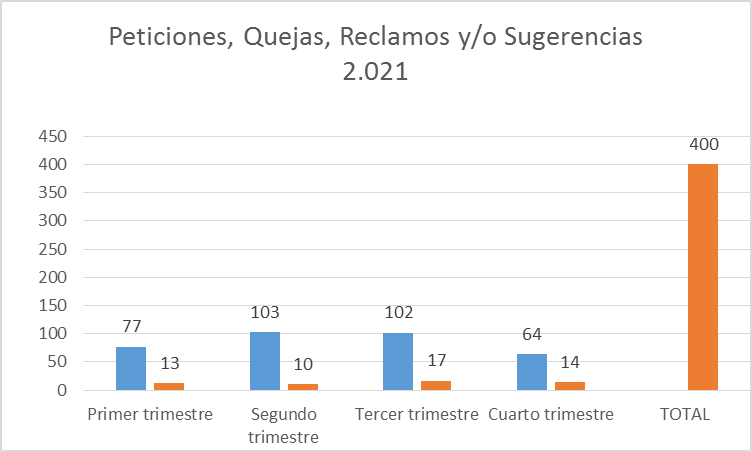 Peticiones, Quejas, Reclamos y/o Sugerencias
2.021
450
400
350
300
250
200
150
100
50
0
77
13
103
10
102
17
64
14
400
Primer trimestre
Segundo
trimestre
Tercer trimestre
Cuarto trimestre
TOTAL